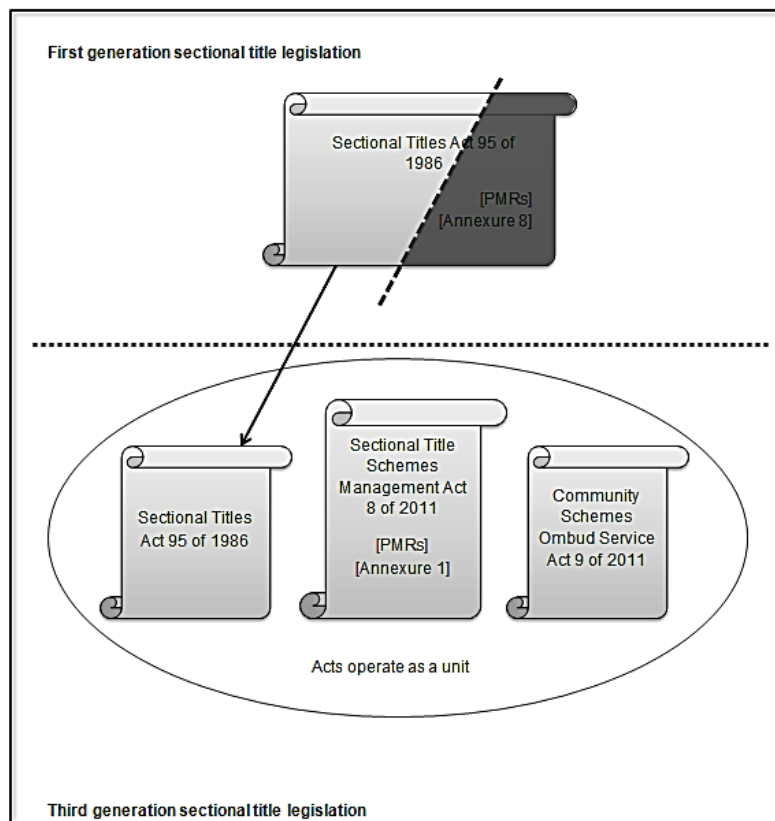 First generation sectional title legislation
Sectional Titles Act 95 of
1986
[PMRs]
[Annexure 8]
Sectional Titles
Act 95 of 1986
Sectional Title
Schemes
Management Act
8 of 2011
[PMRs]
[Annexure 1]
Community
Schemes
Ombud Service
Act 9 of 2011
Acts operate as a unit
Third generation sectional title legislation